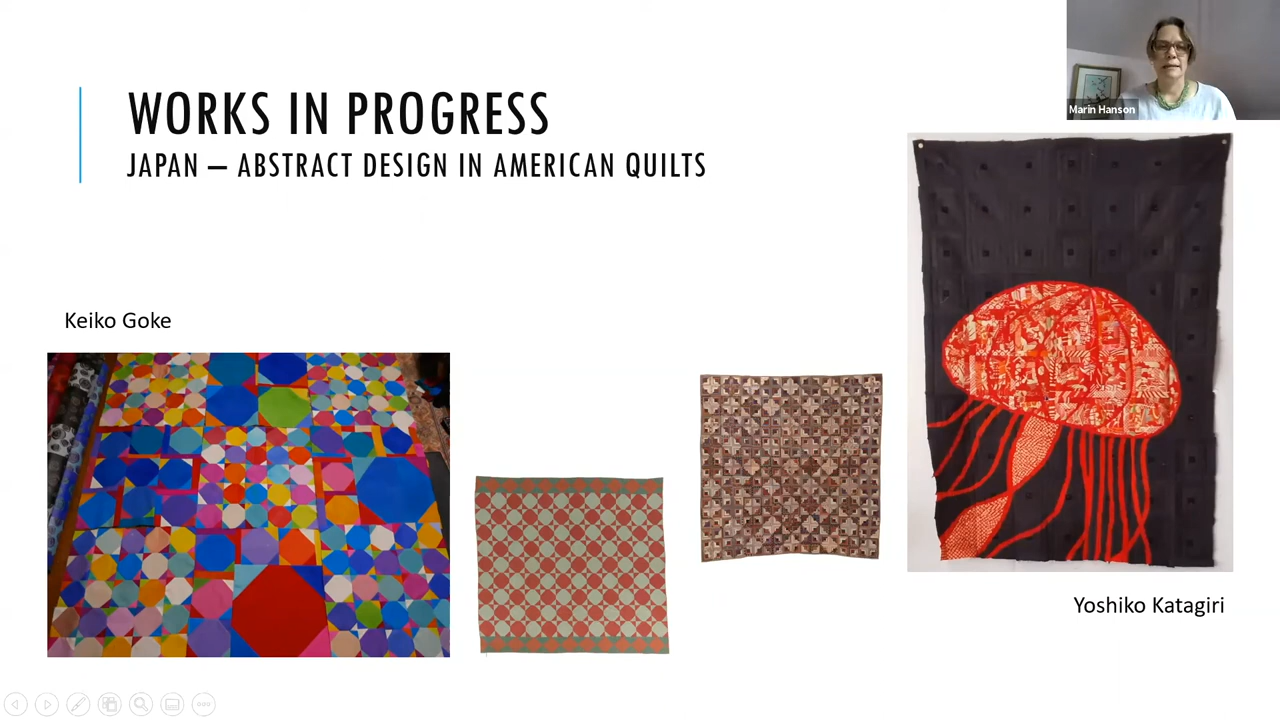 Marin Hanson
WORKS IN PROGRESS
JAPAN – ABSTRACT DESIGN IN AMERICAN QUILTS
Keiko Goke
Yoshiko Katagiri